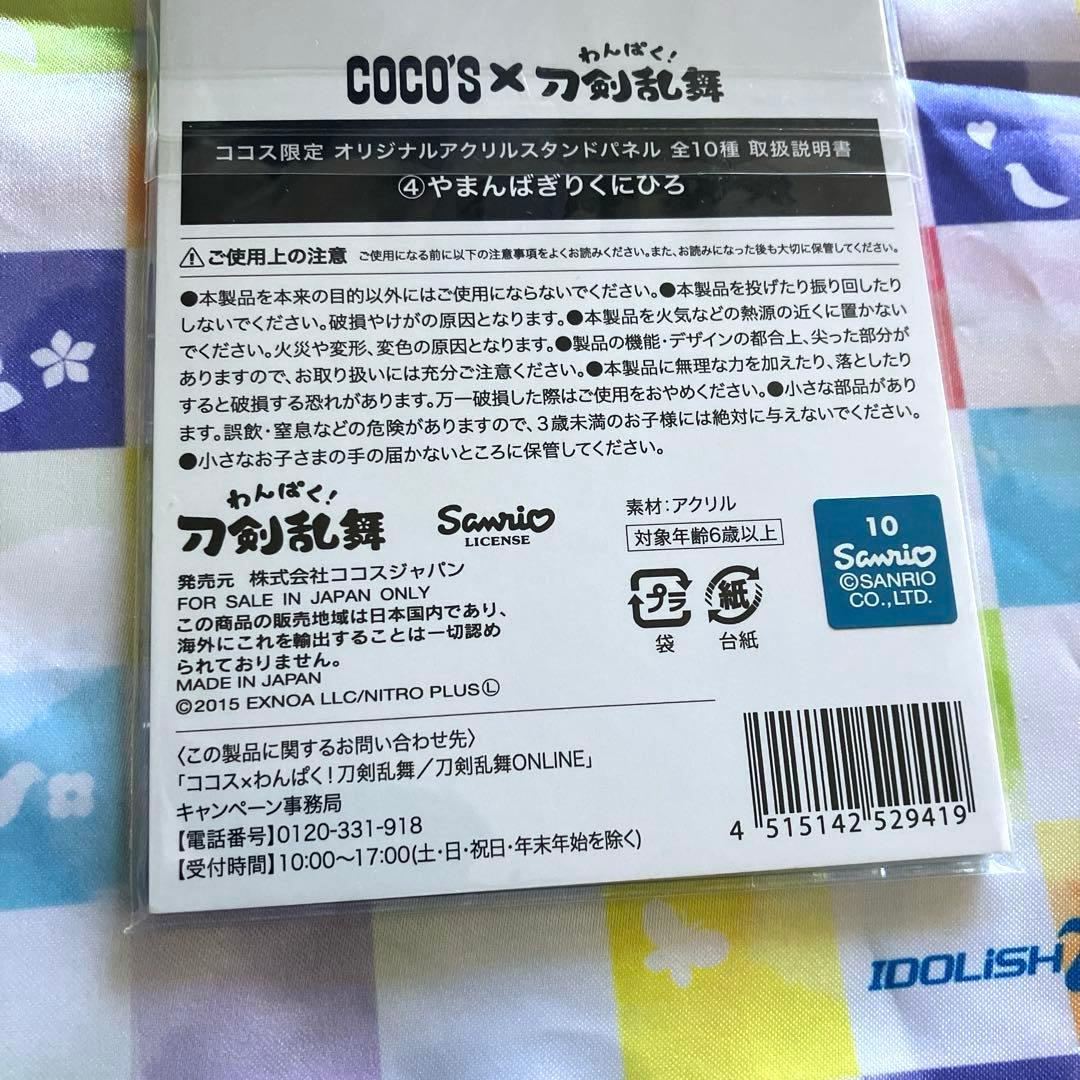 わんぱく!
COCO'S×刀剣乱舞
ココス限定 オリジナルアクリルスタンドパネル 全10種 取扱説明書
④やまんばぎりくにひろ
⚠ご使用上の注意 ご使用になる前に以下の注意事項をよくお読みください。また、お読みになった後も大切に保管してください。
●本製品を本来の目的以外にはご使用にならないでください。●本製品を投げたり振り回したり
しないでください。破損やけがの原因となります。●本製品を火気などの熱源の近くに置かない
でください。火災や変形、変色の原因となります。●製品の機能・デザインの都合上、尖った部分が
ありますので、お取り扱いには充分ご注意ください。●本製品に無理な力を加えたり、落としたり
すると破損する恐れがあります。万一破損した際はご使用をおやめください。●小さな部品があり
ます。誤飲・窒息などの危険がありますので、3歳未満のお子様には絶対に与えないでください。
●小さなお子さまの手の届かないところに保管してください。
わんぱく!
刀剣乱舞
Sanrio
LICENSE
素材:アクリル
対象年齢6歳以上
プラ
袋
紙
台紙
10
Sanrio
©SANRIO
CO.,LTD.
発売元 株式会社ココスジャパン
FOR SALE IN JAPAN ONLY
この商品の販売地域は日本国内であり、
海外にこれを輸出することは一切認め
られておりません。
MADE IN JAPAN
©2015 EXNOA LLC/NITRO PLUSⓁ
〈この製品に関するお問い合わせ先〉
「ココス×わんぱく!刀剣乱舞/刀剣乱舞ONLINE」
キャンペーン事務局
【電話番号】0120-331-918
【受付時間】10:00〜17:00(土・日・祝日・年末年始を除く)
4 515142 529419
IDOLiSH7